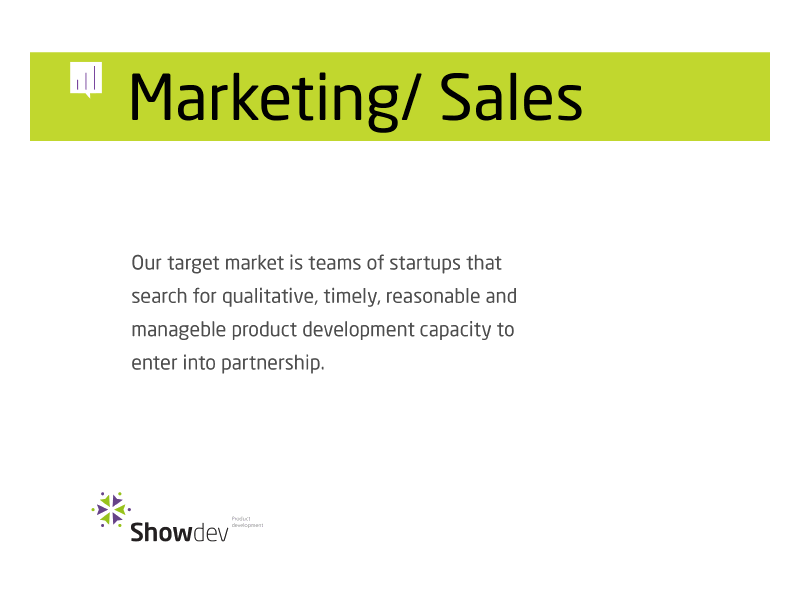 Marketing/ Sales
Our target market is teams of startups that
search for qualitative, timely, reasonable and
manageble product development capacity to
enter into partnership.
Showdev
Product
development